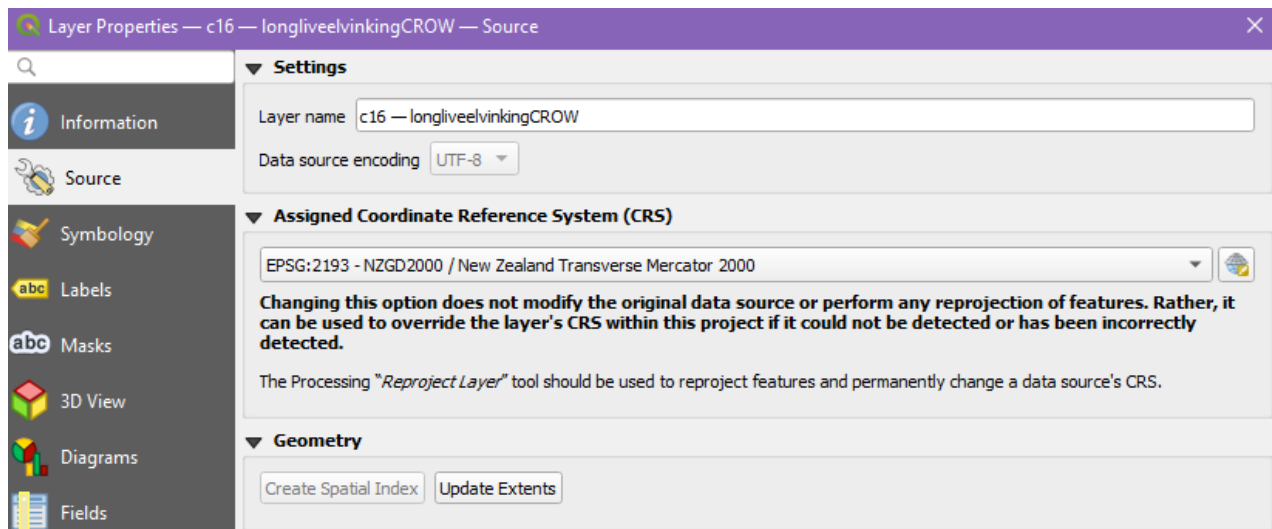 Layer Properties — c16 — longliveelvinkingCROW — Source
Settings
Information
Layer name c16 — longliveelvinkingCROW
Data source encoding UTF-8
Source
Assigned Coordinate Reference System (CRS)
Symbology
EPSG:2193 - NZGD2000 / New Zealand Transverse Mercator 2000
abc Labels
Changing this option does not modify the original data source or perform any reprojection of features. Rather, it
can be used to override the layer's CRS within this project if it could not be detected or has been incorrectly
detected.
abc Masks
The Processing "Reproject Layer" tool should be used to reproject features and permanently change a data source's CRS.
3D View
Geometry
Diagrams
Create Spatial Index Update Extents
Fields